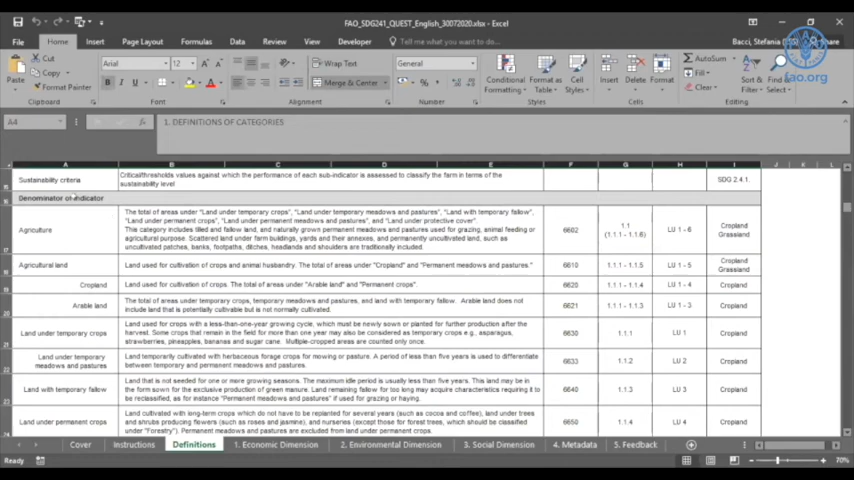 FAO_SDG241_QUEST_English_30072020.xlsx - Excel
File Home Insert Page Layout Formulas Data Review View Developer Tell me what you want to do... Bacci, Stefania Share
fao.org
Paste
Cut
Copy
Format Painter
Clipboard
Arial 12
Font
Wrap Text
Merge & Center
Alignment
General
Number
Conditional Formatting
Format as Table
Cell Styles
Styles
Insert Delete Format
Cells
AutoSum
Fill
Clear
Sort & Filter
Find & Select
Editing
A4 1. DEFINITIONS OF CATEGORIES
A B C D E F G H I J K L
Sustainability criteria
Critical/thresholds values against which the performance of each sub-indicator is assessed to classify the farm in terms of the
sustainability level
SDG 2.4.1.
Denominator of indicator
Agriculture
The total of areas under "Land under temporary crops", "Land under temporary meadows and pastures", "Land with temporary fallow",
"Land under permanent crops", "Land under permanent meadows and pastures", and "Land under protective cover".
This category includes tilled and fallow land, and naturally grown permanent meadows and pastures used for grazing, animal feeding or
agricultural purpose. Scattered land under farm buildings, yards and their annexes, and permanently uncultivated land, such as
uncultivated patches, banks, footpaths, ditches, headlands and shoulders are traditionally included.
6602
1.1
(1.1.1 - 1.1.6)
LU 1 - 6
Cropland
Grassland
Agricultural land
Land used for cultivation of crops and animal husbandry. The total of areas under "Cropland" and "Permanent meadows and pastures."
6610
1.1.1 - 1.1.5
LU 1 - 5
Cropland
Grassland
Cropland
Land used for cultivation of crops. The total of areas under "Arable land" and "Permanent crops".
6620
1.1.1 - 1.1.4
LU 1 - 4
Cropland
Arable land
The total of areas under temporary crops, temporary meadows and pastures, and land with temporary fallow. Arable land does not
include land that is potentially cultivable but is not normally cultivated.
6621
1.1.1 - 1.1.3
LU 1 - 3
Cropland
Land under temporary crops
Land used for crops with a less-than-one-year growing cycle, which must be newly sown or planted for further production after the
harvest. Some crops that remain in the field for more than one year may also be considered as temporary crops e.g., asparagus,
strawberries, pineapples, bananas and sugar cane. Multiple-cropped areas are counted only once.
6630
1.1.1
LU 1
Cropland
Land under temporary
meadows and pastures
Land temporarily cultivated with herbaceous forage crops for mowing or pasture. A period of less than five years is used to differentiate
between temporary and permanent meadows and pastures.
6633
1.1.2
LU 2
Cropland
Land with temporary fallow
Land that is not seeded for one or more growing seasons. The maximum idle period is usually less than five years. This land may be in
the form sown for the exclusive production of green manure. Land remaining fallow for too long may acquire characteristics requiring it to
be reclassified, as for instance "Permanent meadows and pastures" if used for grazing or haying.
6640
1.1.3
LU 3
Cropland
Land under permanent crops
Land cultivated with long-term crops which do not have to be replanted for several years (such as cocoa and coffee), land under trees
and shrubs producing flowers (such as roses and jasmine), and nurseries (except those for forest trees, which should be classified
under "Forestry"). Permanent meadows and pastures are excluded from land under permanent crops.
6650
1.1.4
LU 4
Cropland
Cover Instructions Definitions 1. Economic Dimension 2. Environmental Dimension 3. Social Dimension 4. Metadata 5. Feedback
Ready 70%